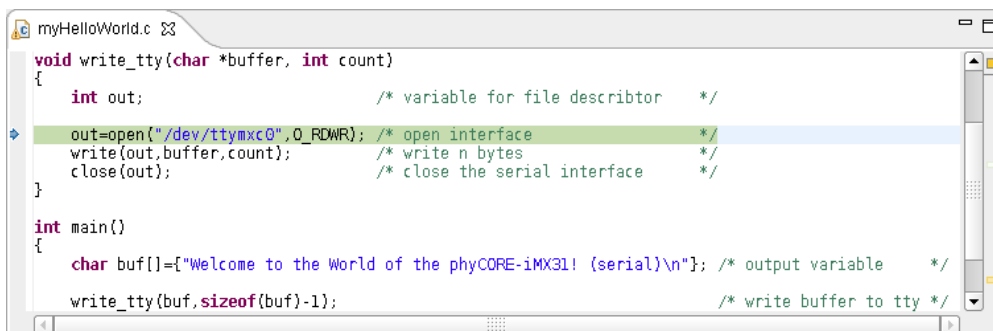 myHelloWorld.c
void write_tty(char *buffer, int count)
{
int out; /* variable for file describtor */
out=open("/dev/ttymxc0",O_RDWR); /* open interface */
write(out,buffer,count); /* write n bytes */
close(out); /* close the serial interface */
}
int main()
{
char buf[]={"Welcome to the World of the phyCORE-iMX31! (serial)\n"}; /* output variable */
write_tty(buf,sizeof(buf)-1); /* write buffer to tty */